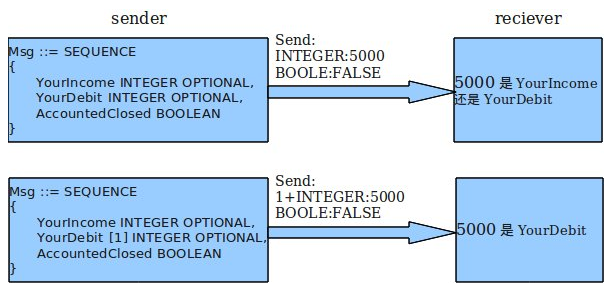 sender
reciever
Msg ::= SEQUENCE
{
YourIncome INTEGER OPTIONAL,
YourDebit INTEGER OPTIONAL,
AccountedClosed BOOLEAN
}
Send:
INTEGER:5000
BOOLE:FALSE
5000 是 YourIncome
还是 YourDebit
Msg ::= SEQUENCE
{
YourIncome INTEGER OPTIONAL,
YourDebit [1] INTEGER OPTIONAL,
AccountedClosed BOOLEAN
}
Send:
1+INTEGER:5000
BOOLE:FALSE
5000 是 YourDebit